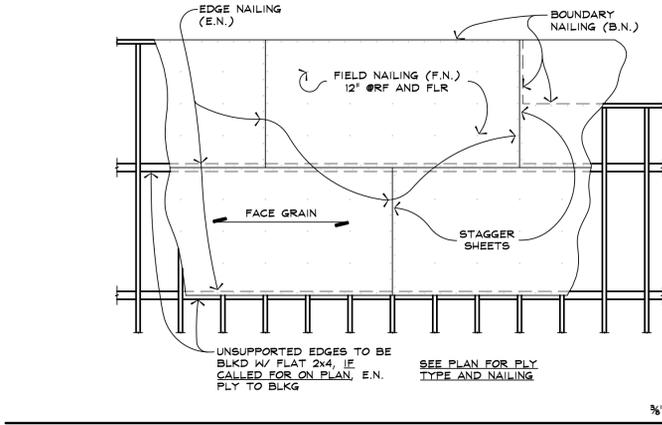 EDGE NAILING
(E.N.)
BOUNDARY
NAILING (B.N.)
FIELD NAILING (F.N.)
12" @RF AND FLR
FACE GRAIN
STAGGER
SHEETS
UNSUPPORTED EDGES TO BE
BLKD W/ FLAT 2x4, IF
CALLED FOR ON PLAN, E.N.
PLY TO BLKG
SEE PLAN FOR PLY
TYPE AND NAILING